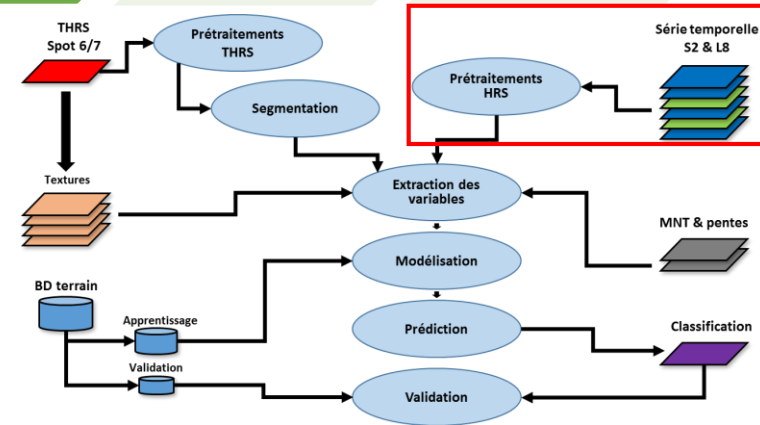 THRS
Spot 6/7
Prétraitements
THRS
Série temporelle
S2 & L8
Prétraitements
HRS
Segmentation
Textures
Extraction des
variables
MNT & pentes
Modélisation
BD terrain
Apprentissage
Prédiction
Classification
Validation
Validation